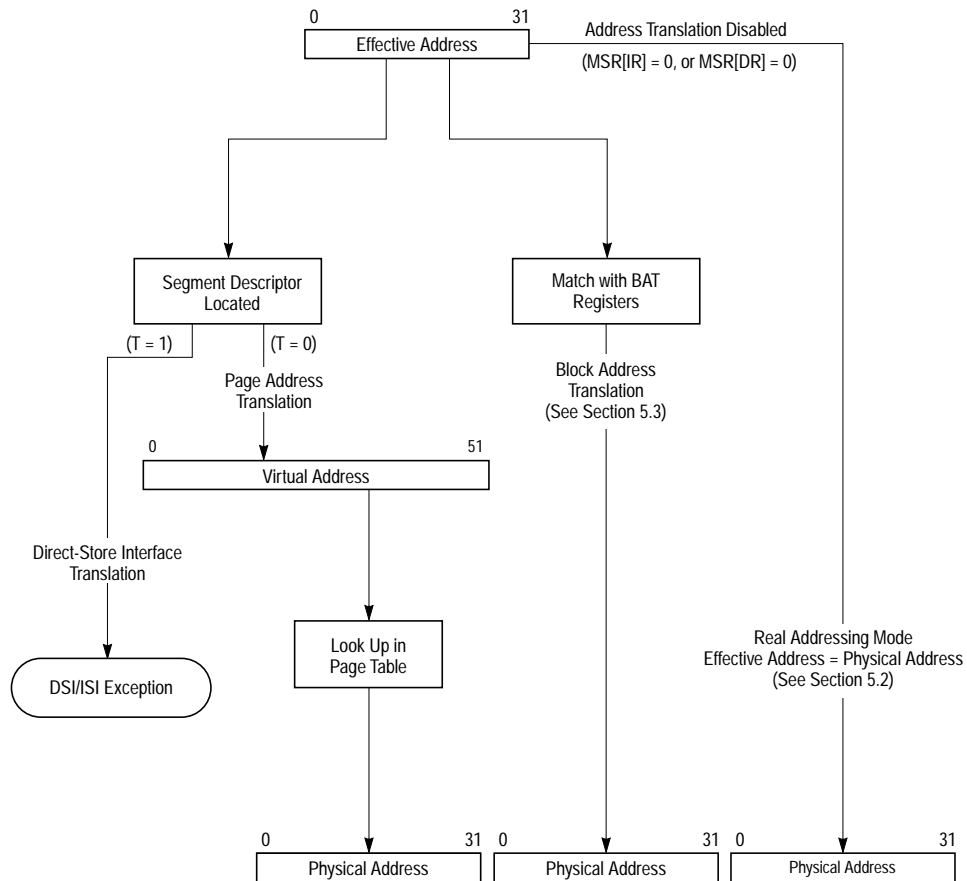 0 31
Effective Address
Address Translation Disabled
(MSR[IR] = 0, or MSR[DR] = 0)
Segment Descriptor
Located
Match with BAT
Registers
(T = 1)
(T = 0)
Page Address
Translation
Block Address
Translation
(See Section 5.3)
0 51
Virtual Address
Direct-Store Interface
Translation
Look Up in
Page Table
DSI/ISI Exception
Real Addressing Mode
Effective Address = Physical Address
(See Section 5.2)
0 31
Physical Address
0 31
Physical Address
0 31
Physical Address